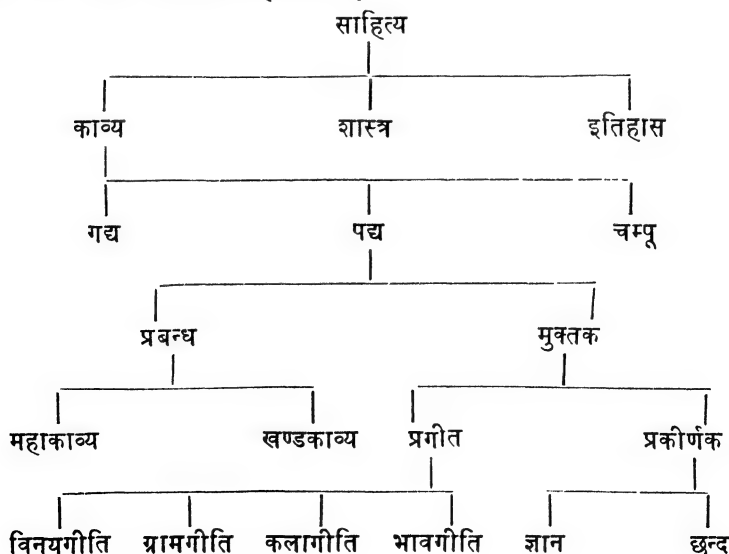 साहित्य
काव्य शास्त्र इतिहास
गद्य पद्य चम्पू
प्रबन्ध मुक्तक
महाकाव्य खण्डकाव्य प्रगीत प्रकीर्णक
विनयगीति ग्रामगीति कलागीति भावगीति ज्ञान छन्द